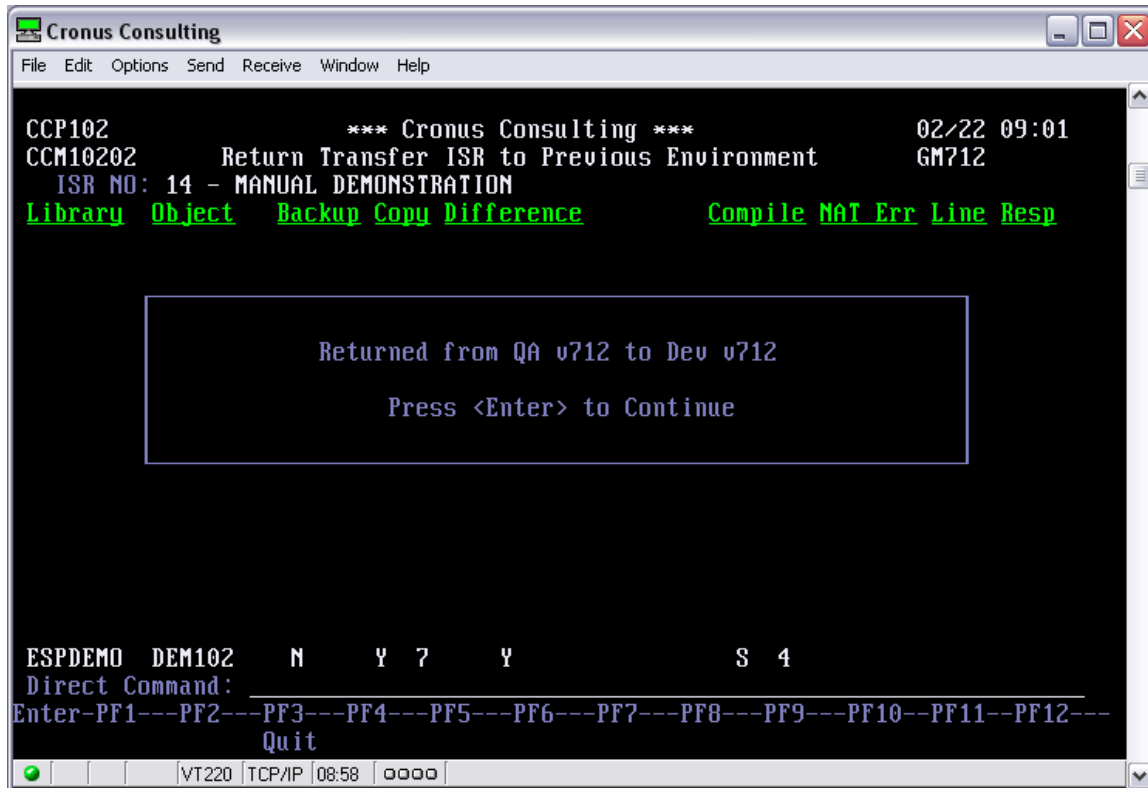 Cronus Consulting
File Edit Options Send Receive Window Help
CCP102 *** Cronus Consulting *** 02/22 09:01
CCM10202 Return Transfer ISR to Previous Environment GM712
ISR NO: 14 - MANUAL DEMONSTRATION
Library Object Backup Copy Difference Compile NAT Err Line Resp
Returned from QA v712 to Dev v712
Press <Enter> to Continue
ESPDEMO DEM102 N Y 7 Y S 4
Direct Command:
Enter-PF1---PF2---PF3---PF4---PF5---PF6---PF7---PF8---PF9---PF10--PF11--PF12---
Quit
VT220 TCP/IP 08:58